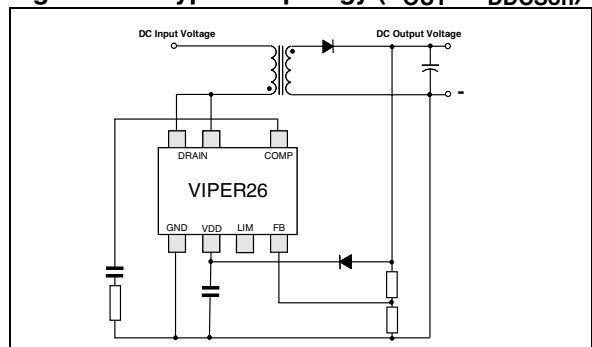 DC Input Voltage
DC Output Voltage
-
DRAIN
COMP
VIPER26
GND VDD LIM FB